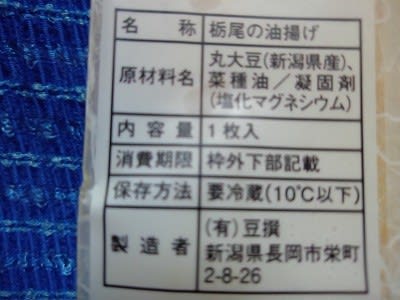 名称 栃尾の油揚げ
原材料名 丸大豆(新潟県産)、
菜種油／凝固剤
(塩化マグネシウム)
内容量 1枚入
消費期限 枠外下部記載
保存方法 要冷蔵(10℃以下)
製造者 (有)豆撰
新潟県長岡市栄町
2-8-26